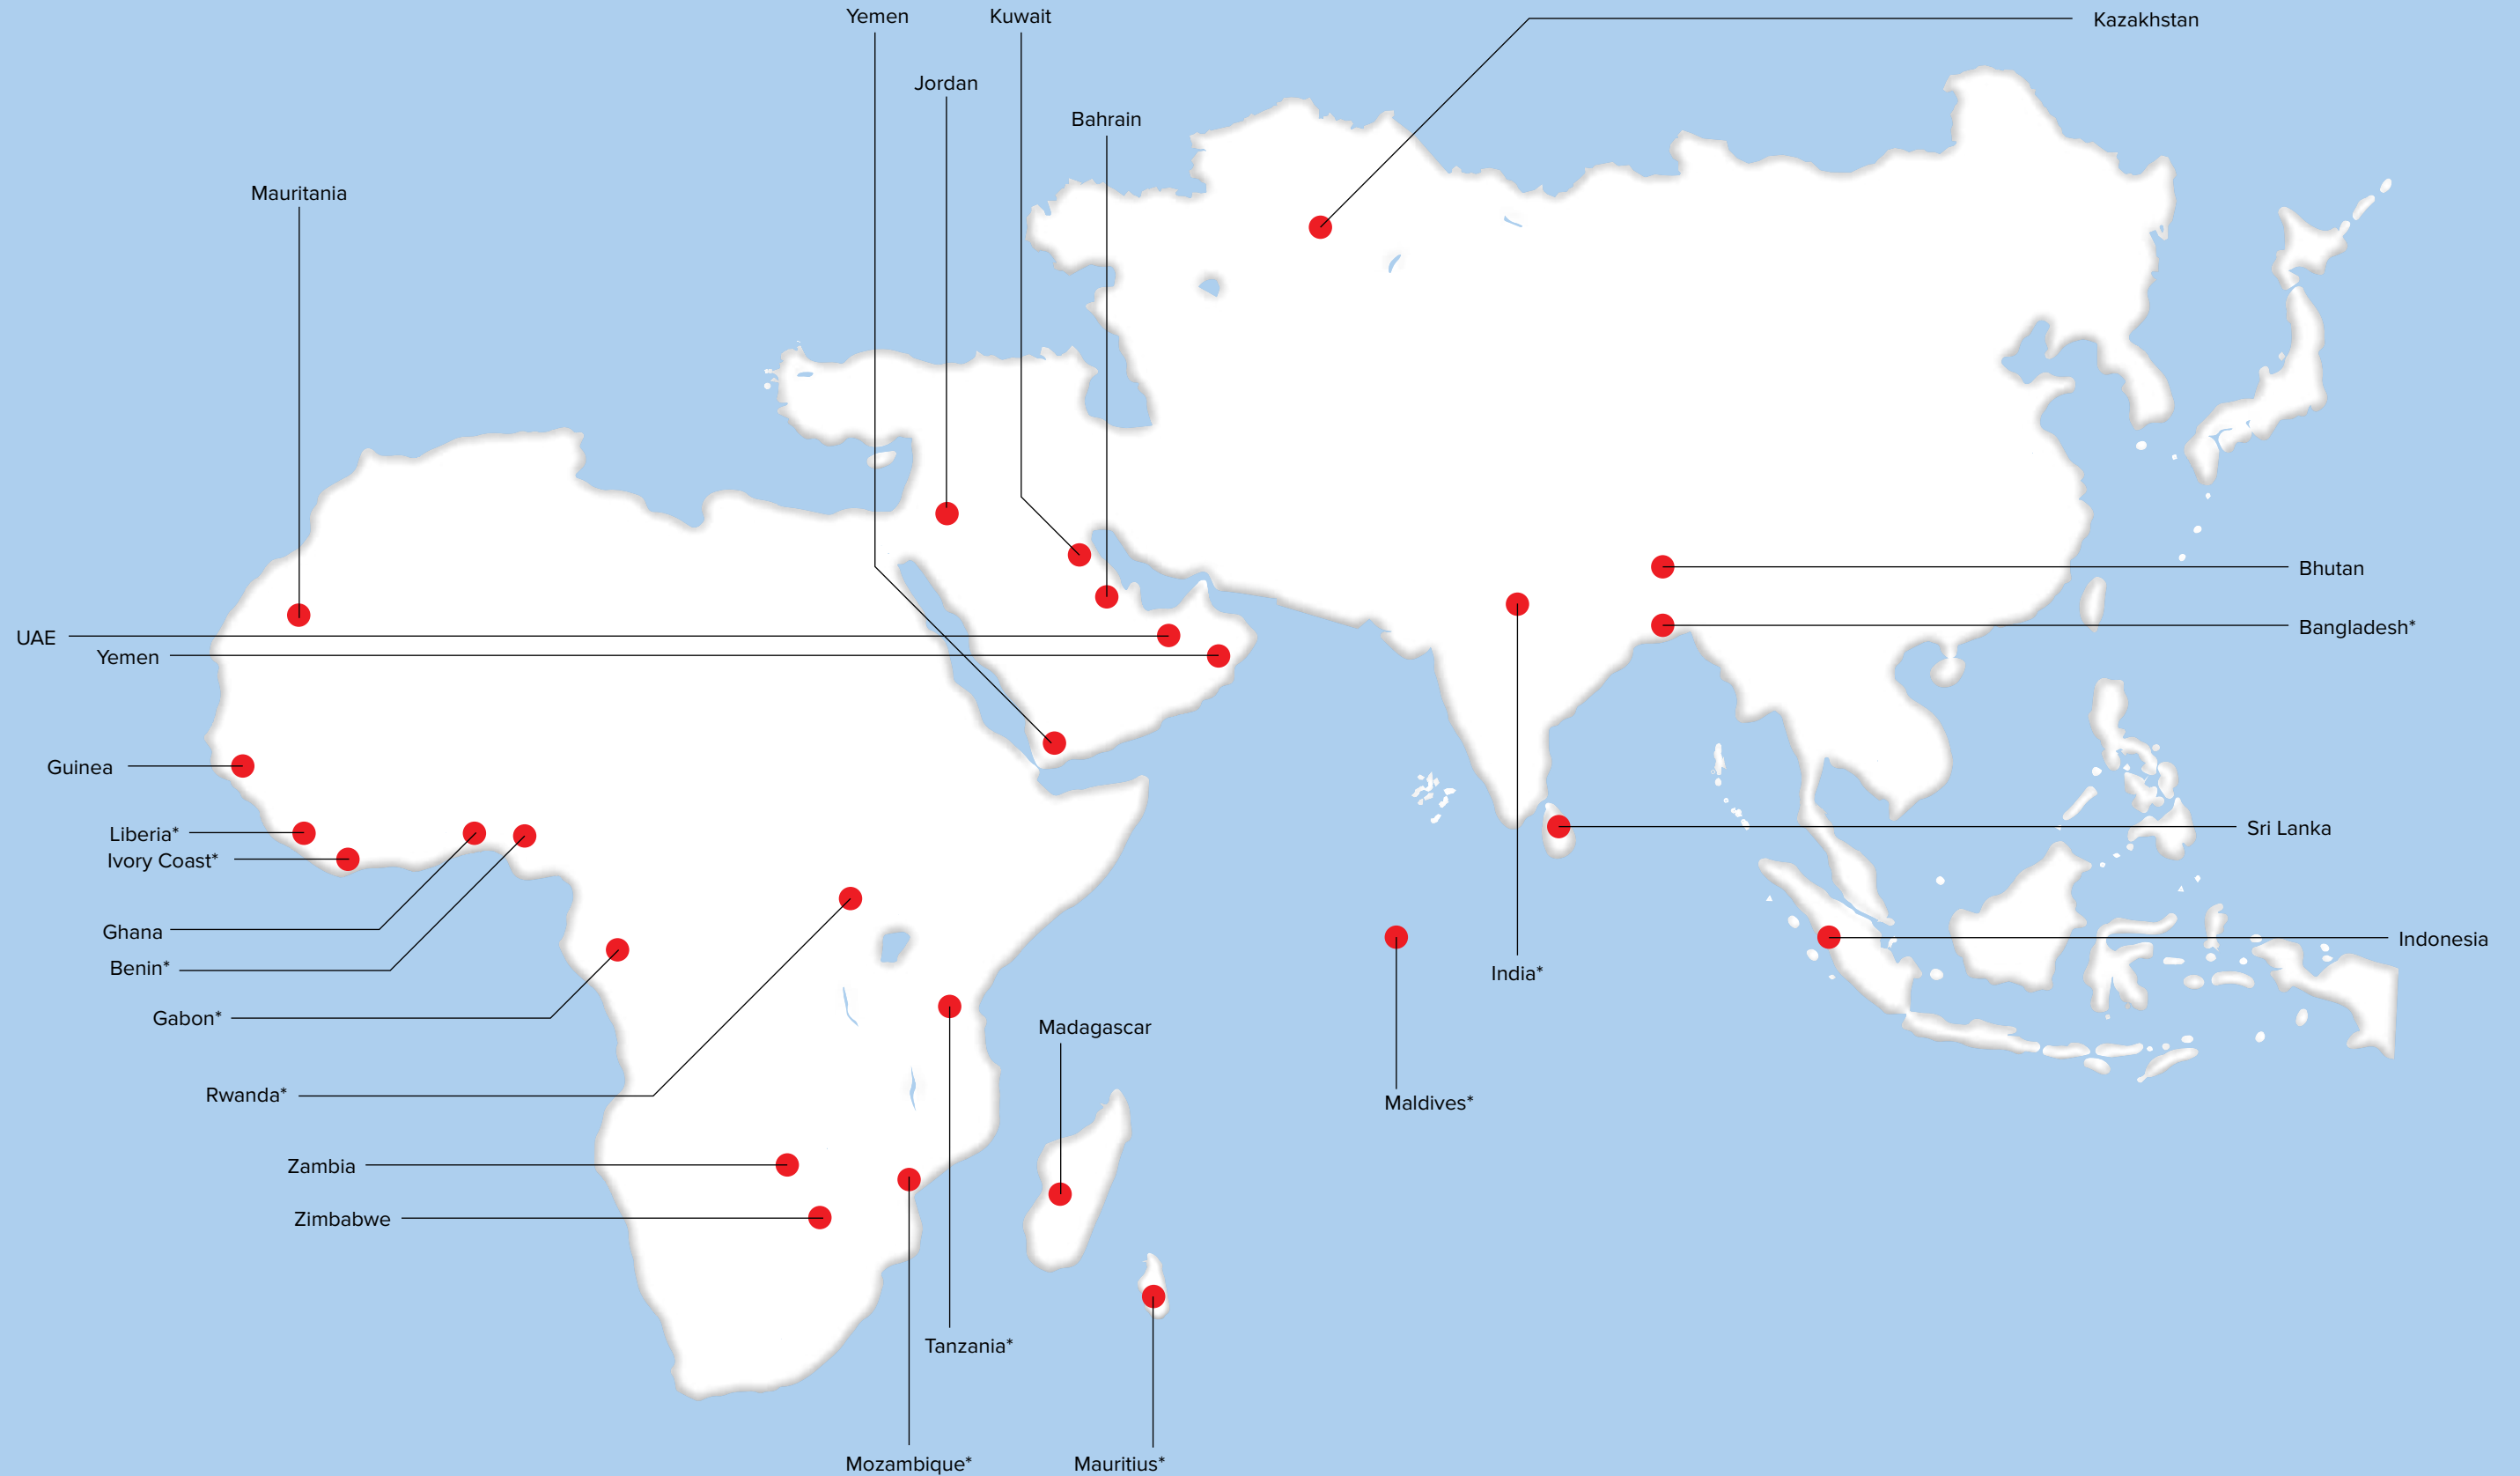 Yemen
Kuwait
Kazakhstan
Jordan
Bahrain
Mauritania
Bhutan
Bangladesh*
UAE
Yemen
Guinea
Liberia*
Ivory Coast*
Sri Lanka
Ghana
Indonesia
Benin*
India*
Gabon*
Madagascar
Rwanda*
Maldives*
Zambia
Zimbabwe
Tanzania*
Mozambique*
Mauritius*